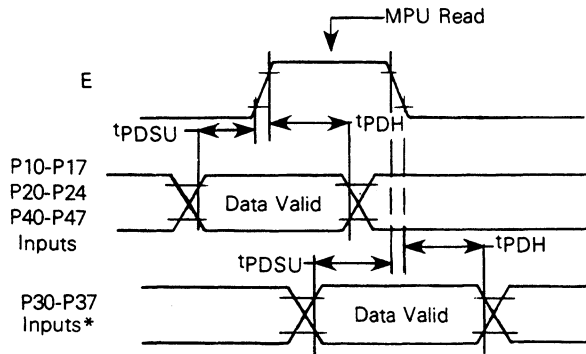 MPU Read
E
tPDSU
tPDH
P10-P17
P20-P24
P40-P47
Inputs
Data Valid
tPDSU
tPDH
P30-P37
Inputs*
Data Valid